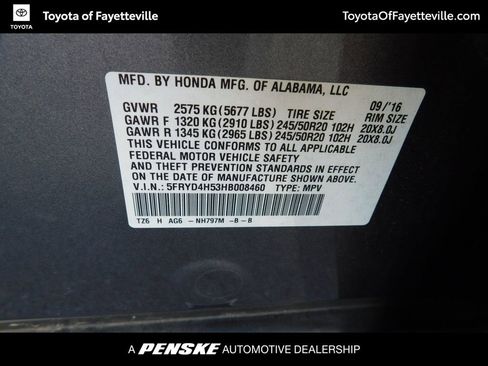 TOYOTA
Toyota of Fayetteville
ToyotaOfFayetteville.com
MFD. BY HONDA MFG. OF ALABAMA, LLC
09/'16
GVWR 2575 KG(5677 LBS) TIRE SIZE RIM SIZE
GAWR F 1320 KG(2910 LBS)245/50R20 102H 20X8.0J
GAWR R 1345 KG(2965 LBS)245/50R20 102H 20X8.0J
THIS VEHICLE CONFORMS TO ALL APPLICABLE
FEDERAL MOTOR VEHICLE SAFETY
AND THEFT PREVENTION STANDARDS
IN EFFECT ON THE DATE OF
MANUFACTURE SHOWN ABOVE.
V.I.N.: 5FRYD4H53HB008460 TYPE: MPV
TZ6 H AG6 -NH797M -B-B
A PENSKE AUTOMOTIVE DEALERSHIP